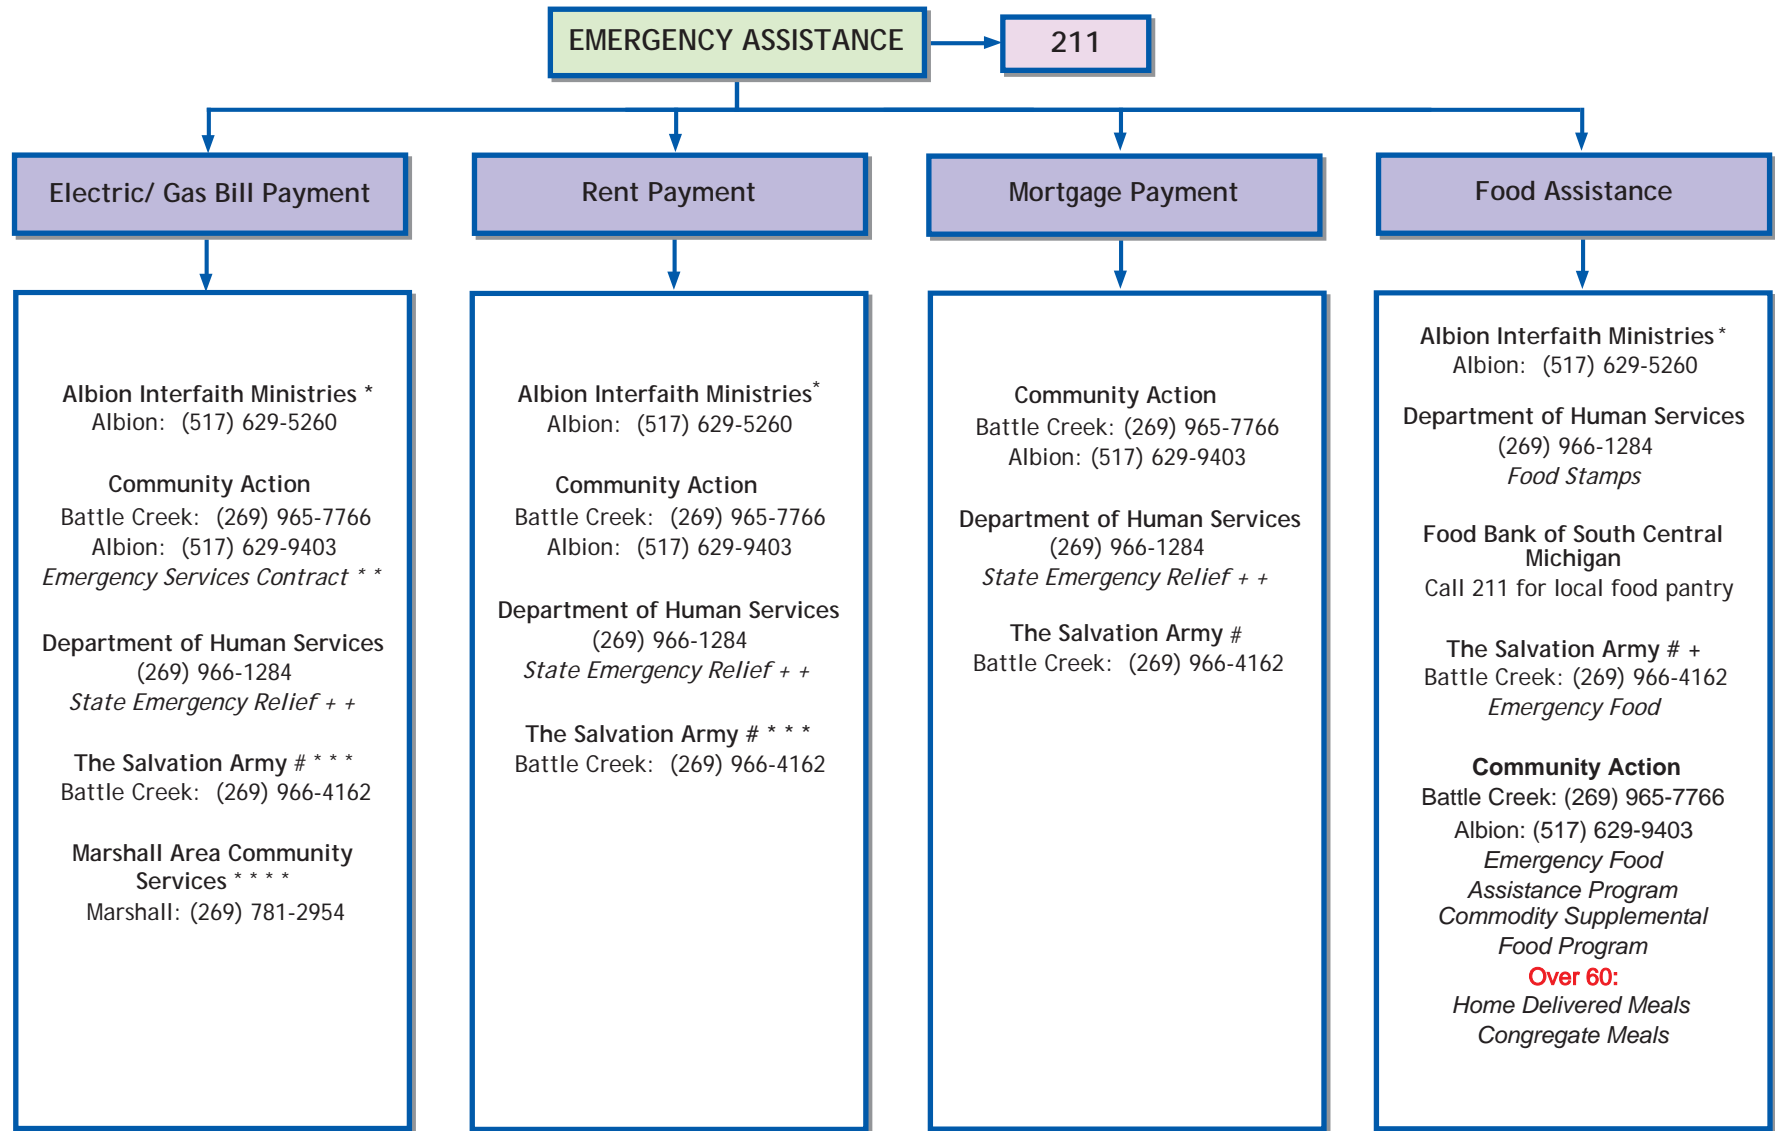 EMERGENCY ASSISTANCE
211
Electric/ Gas Bill Payment
Rent Payment
Mortgage Payment
Food Assistance
Albion Interfaith Ministries *
Albion: (517) 629-5260
Community Action
Battle Creek: (269) 965-7766
Albion: (517) 629-9403
Emergency Services Contract * *
Department of Human Services
(269) 966-1284
State Emergency Relief + +
The Salvation Army # * * *
Battle Creek: (269) 966-4162
Marshall Area Community
Services * * * *
Marshall: (269) 781-2954
Albion Interfaith Ministries*
Albion: (517) 629-5260
Community Action
Battle Creek: (269) 965-7766
Albion: (517) 629-9403
Department of Human Services
(269) 966-1284
State Emergency Relief + +
The Salvation Army # * * *
Battle Creek: (269) 966-4162
Community Action
Battle Creek: (269) 965-7766
Albion: (517) 629-9403
Department of Human Services
(269) 966-1284
State Emergency Relief + +
The Salvation Army #
Battle Creek: (269) 966-4162
Albion Interfaith Ministries *
Albion: (517) 629-5260
Department of Human Services
(269) 966-1284
Food Stamps
Food Bank of South Central
Michigan
Call 211 for local food pantry
The Salvation Army # +
Battle Creek: (269) 966-4162
Emergency Food
Community Action
Battle Creek: (269) 965-7766
Albion: (517) 629-9403
Emergency Food
Assistance Program
Commodity Supplemental
Food Program
Over 60:
Home Delivered Meals
Congregate Meals